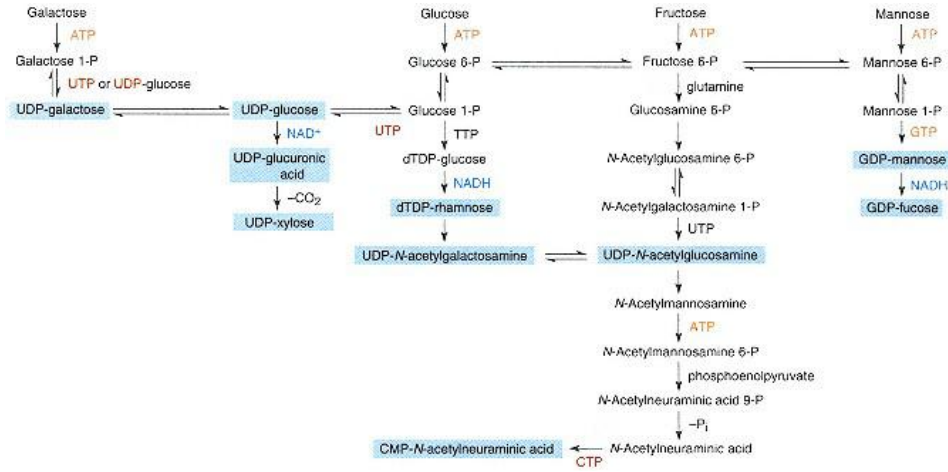 Galactose
ATP
Galactose 1-P
UTP or UDP-glucose
UDP-galactose
UDP-glucose
NAD+
UDP-glucuronic
acid
–CO2
UDP-xylose
Glucose
ATP
Glucose 6-P
Glucose 1-P
UTP
TTP
dTDP-glucose
NADH
dTDP-rhamnose
UDP-N-acetylgalactosamine
Fructose
ATP
Fructose 6-P
glutamine
Glucosamine 6-P
N-Acetylglucosamine 6-P
N-Acetylgalactosamine 1-P
UTP
UDP-N-acetylglucosamine
N-Acetylmannosamine
ATP
N-Acetylmannosamine 6-P
phosphoenolpyruvate
N-Acetylneuraminic acid 9-P
–Pi
N-Acetylneuraminic acid
CTP
CMP-N-acetylneuraminic acid
Mannose
ATP
Mannose 6-P
Mannose 1-P
GTP
GDP-mannose
NADH
GDP-fucose